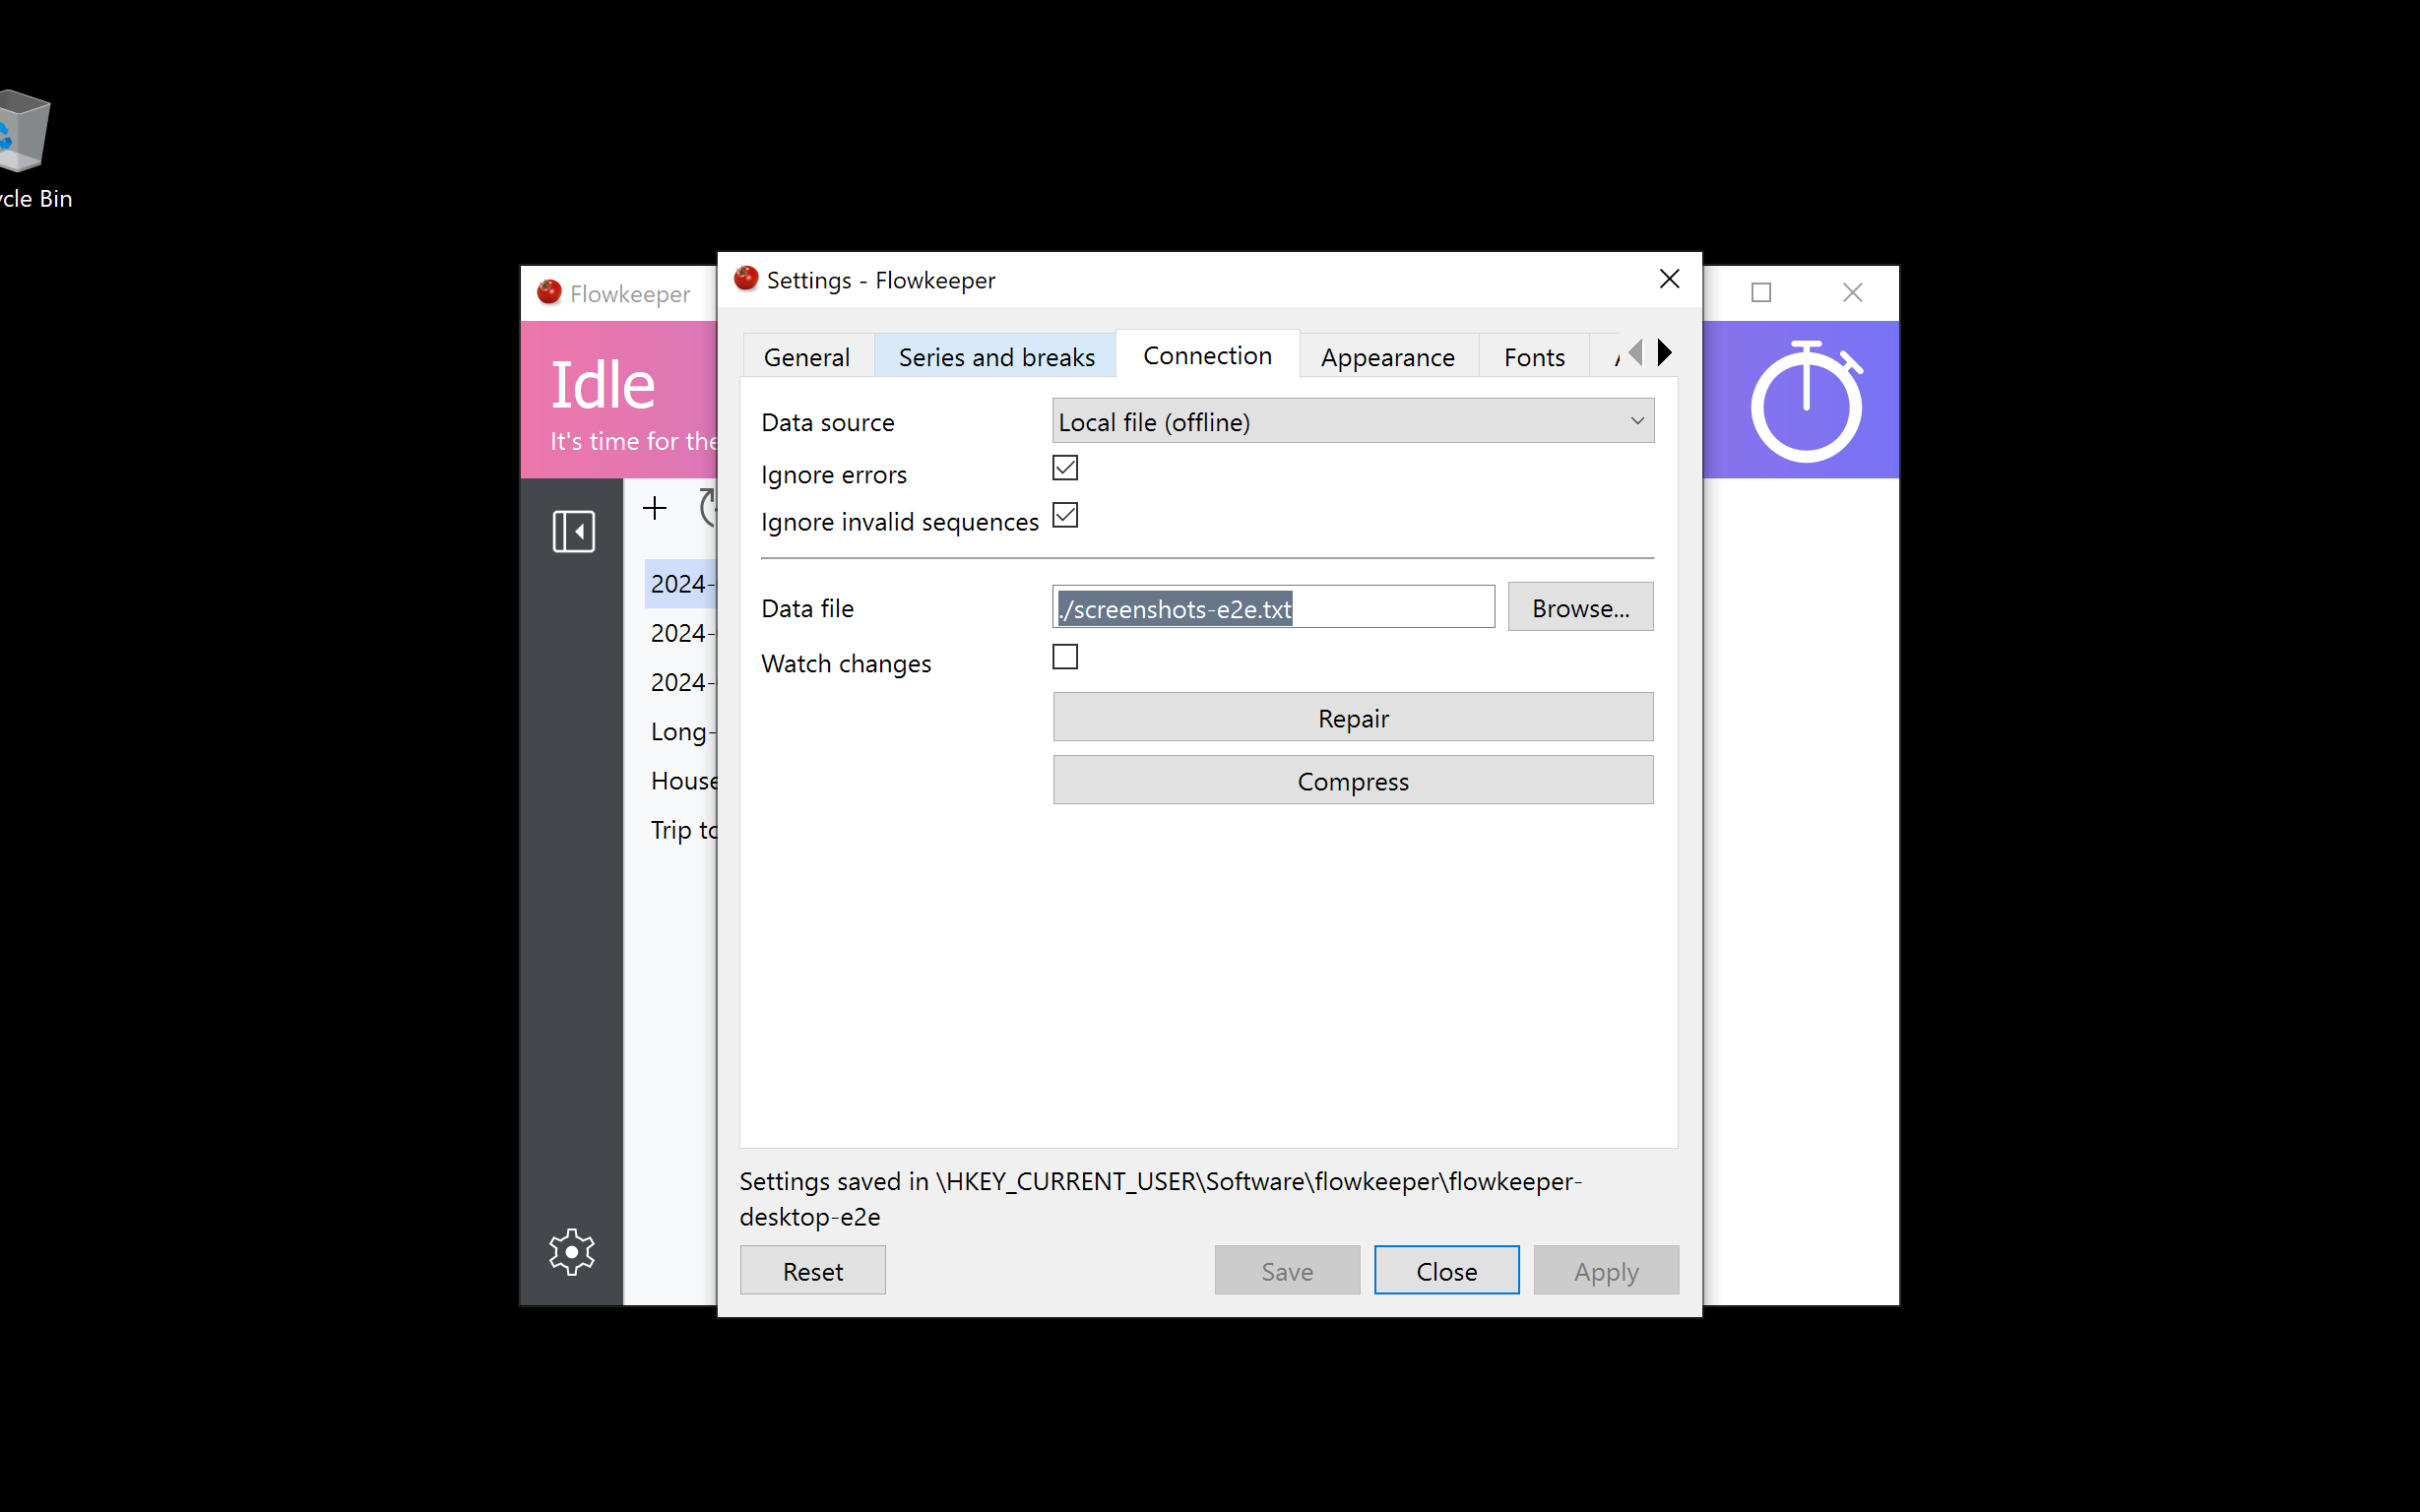 cle Bin
Flowkeeper
Settings - Flowkeeper
Idle
It's time for the
General
Series and breaks
Connection
Appearance
Fonts
Data source
Local file (offline)
Ignore errors
Ignore invalid sequences
Data file
./screenshots-e2e.txt
Browse...
Watch changes
Repair
Compress
2024-
2024-
2024-
Long-
House
Trip to
Settings saved in \HKEY_CURRENT_USER\Software\flowkeeper\flowkeeper-
desktop-e2e
Reset
Save
Close
Apply